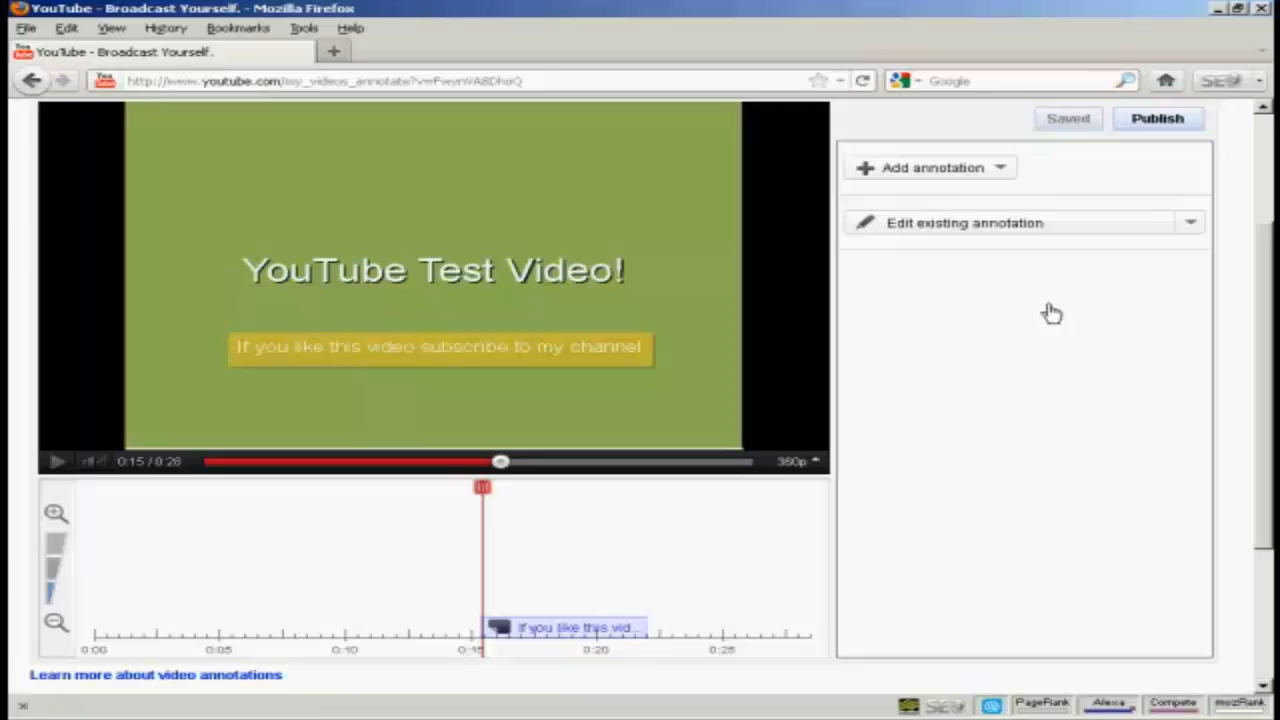 YouTube - Broadcast Yourself. - Mozilla Firefox
File Edit View History Bookmarks Tools Help
YouTube - Broadcast Yourself.
Google
Saved Publish
Add annotation
Edit existing annotation
YouTube Test Video!
If you like this video subscribe to my channel
0:15 / 0:28 360p
If you like this vid...
0:00 0:05 0:10 0:15 0:20 0:25
Learn more about video annotations
PageRank Alexa Compete mozRank